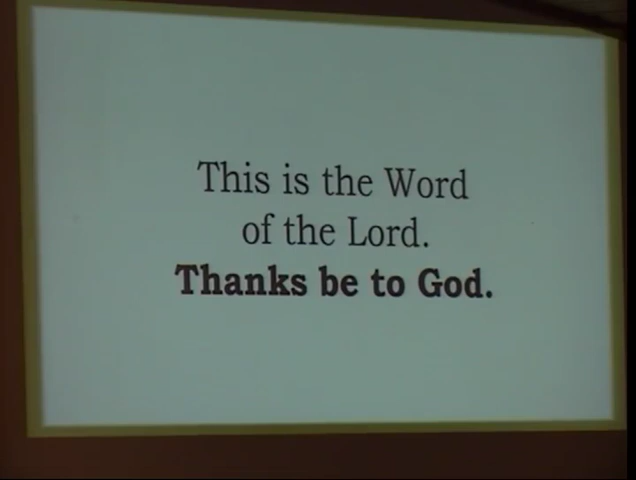 This is the Word
of the Lord.
Thanks be to God.